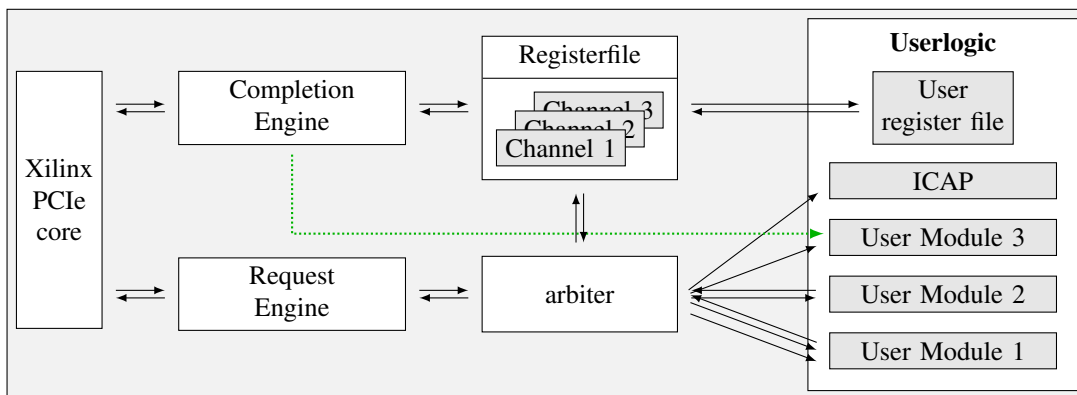 Xilinx
PCIe
core
Completion
Engine
Request
Engine
Registerfile
Channel 3
Channel 2
Channel 1
arbiter
Userlogic
User
register file
ICAP
User Module 3
User Module 2
User Module 1